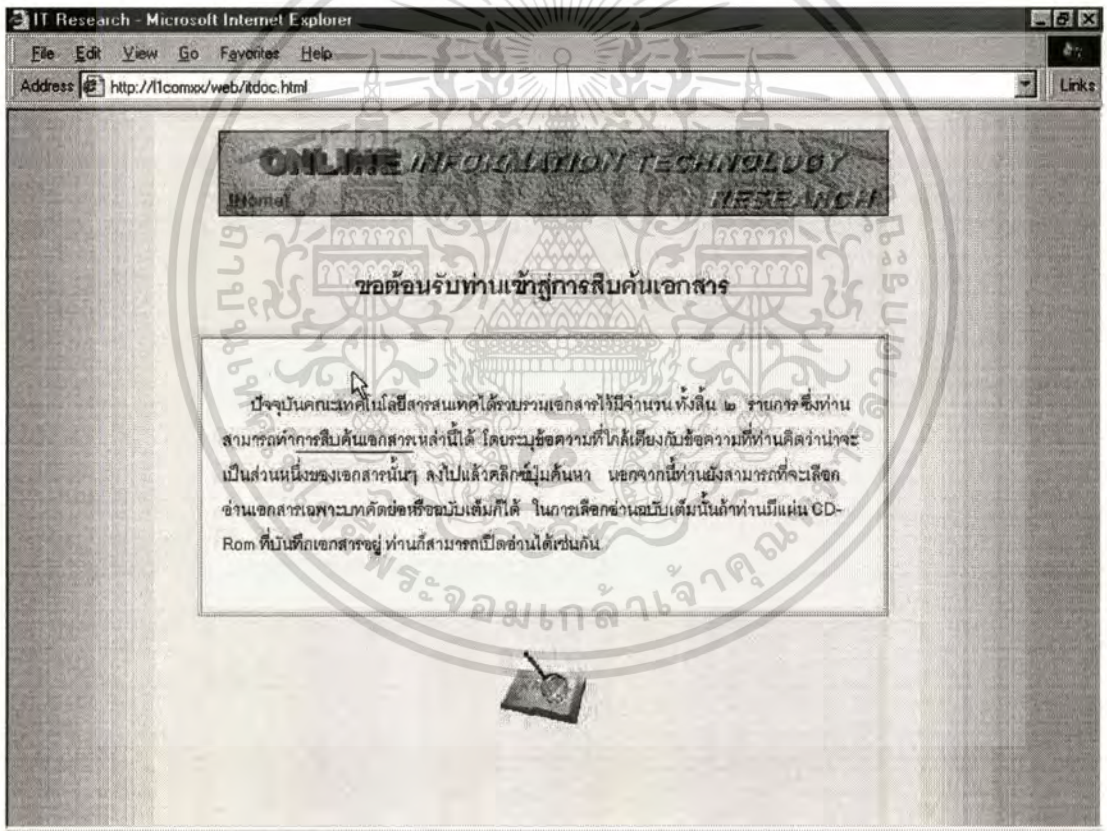 IT Research - Microsoft Internet Explorer
File Edit View Go Favorites Help
Address http://l1comxx/web/itdoc.html Links
ONLINE INFORMATION TECHNOLOGY
[Home] RESEARCH
ขอต้อนรับท่านเข้าสู่การสืบค้นเอกสาร
ปัจจุบันคณะเทคโนโลยีสารสนเทศได้รวบรวมเอกสารไว้มีจำนวน ทั้งสิ้น ๒ รายการ ซึ่งท่าน
สามารถทำการสืบค้นเอกสารเหล่านี้ได้ โดยระบุข้อความที่ใกล้เคียงกับข้อความที่ท่านคิดว่าน่าจะ
เป็นส่วนหนึ่งของเอกสารนั้นๆ ลงไปแล้วคลิกซ์ปุ่มค้นหา นอกจากนี้ท่านยังสามารถที่จะเลือก
อ่านเอกสารเฉพาะบทคัดย่อหรือฉบับเต็มก็ได้ ในการเลือกอ่านฉบับเต็มนั้นถ้าท่านมีแผ่น CD-
Rom ที่บันทึกเอกสารอยู่ ท่านก็สามารถเปิดอ่านได้เช่นกัน